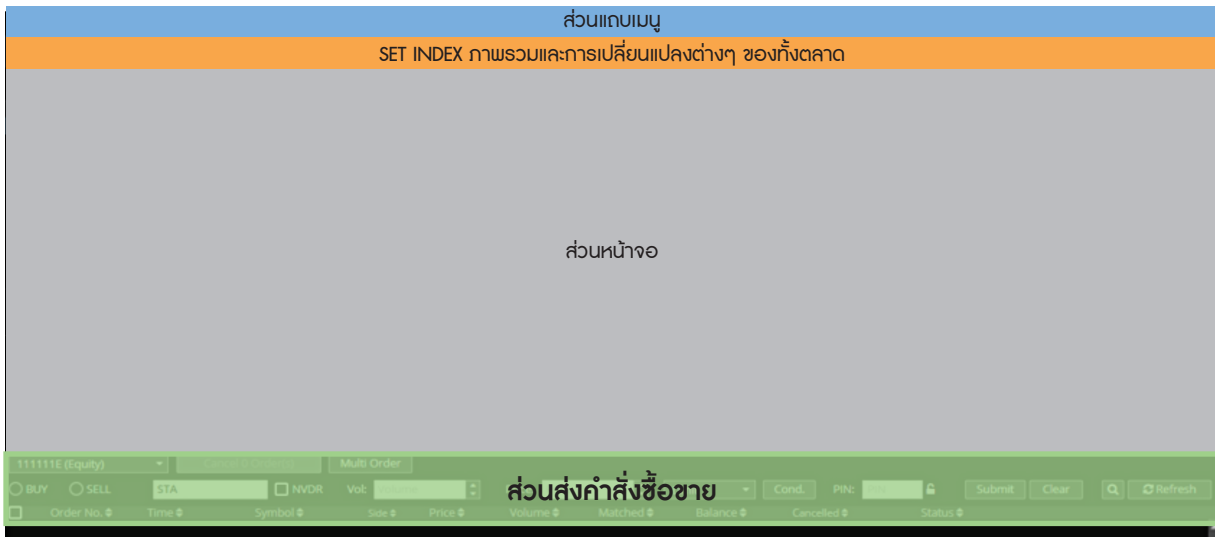 ส่วนแถบเมนู
SET INDEX ภาพรวมและการเปลี่ยนแปลงต่างๆ ของทั้งตลาด
ส่วนหน้าจอ
111111E (Equity) Multi Order
ส่วนส่งคำสั่งซื้อขาย
BUY SELL STA NVDR Vol: Cond. PIN: Submit Clear Refresh
Order No. Time Symbol Side Price Volume Matched Balance Cancelled Status